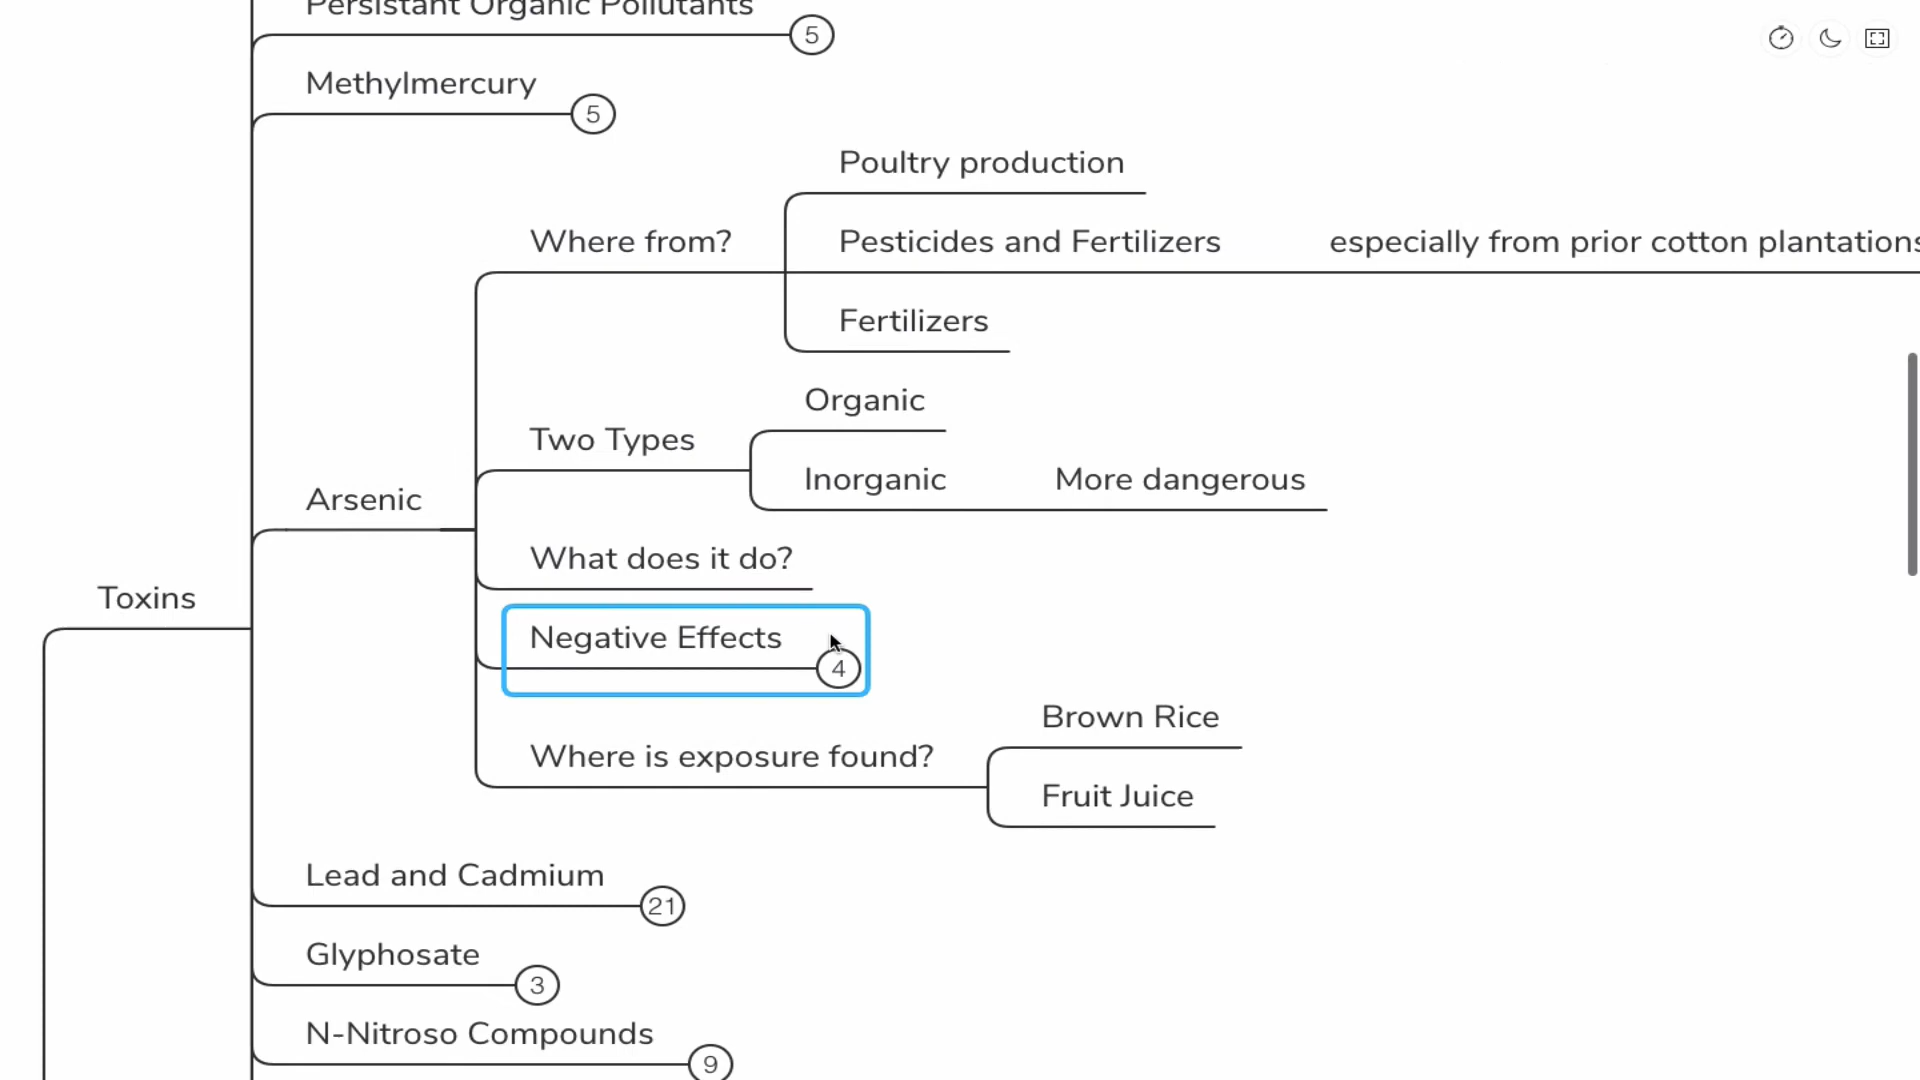 Persistant Organic Pollutants
5
Methylmercury
5
Poultry production
Where from?
Pesticides and Fertilizers
especially from prior cotton plantations
Fertilizers
Organic
Two Types
Inorganic
More dangerous
Arsenic
What does it do?
Toxins
Negative Effects
4
Brown Rice
Where is exposure found?
Fruit Juice
Lead and Cadmium
21
Glyphosate
3
N-Nitroso Compounds
9